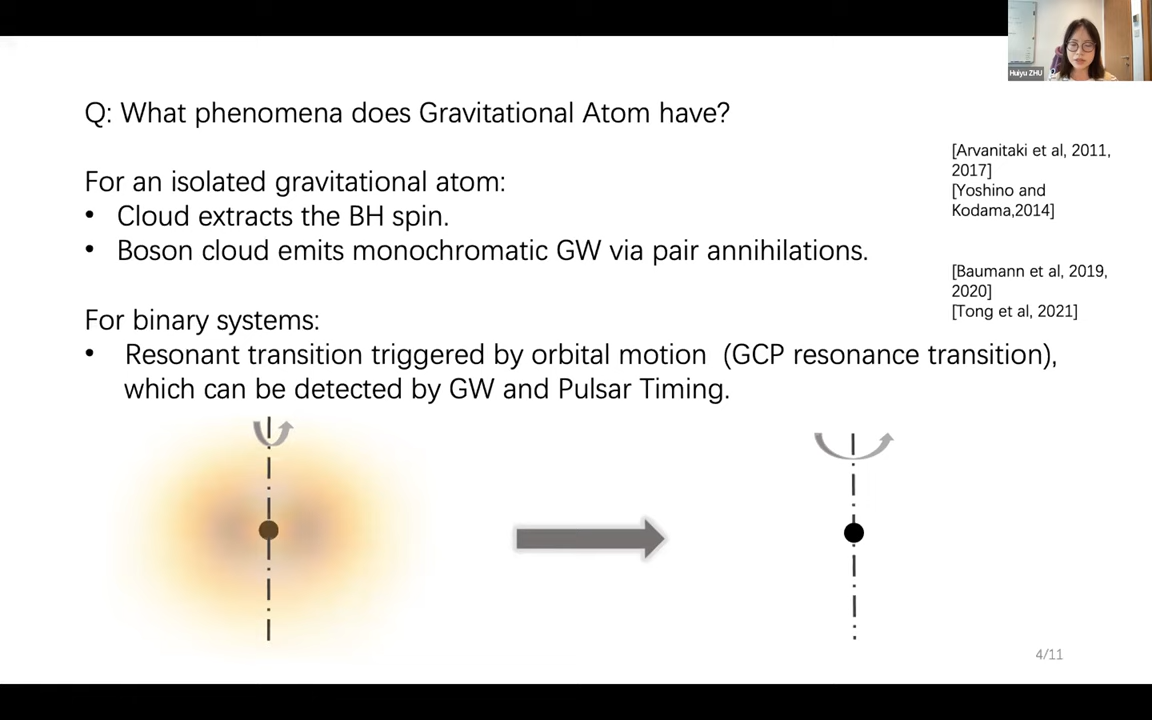 Huiyu ZHU
Q: What phenomena does Gravitational Atom have?
[Arvanitaki et al, 2011,
2017]
[Yoshino and
Kodama,2014]
For an isolated gravitational atom:
• Cloud extracts the BH spin.
• Boson cloud emits monochromatic GW via pair annihilations.
[Baumann et al, 2019,
2020]
[Tong et al, 2021]
For binary systems:
• Resonant transition triggered by orbital motion (GCP resonance transition),
which can be detected by GW and Pulsar Timing.
4/11